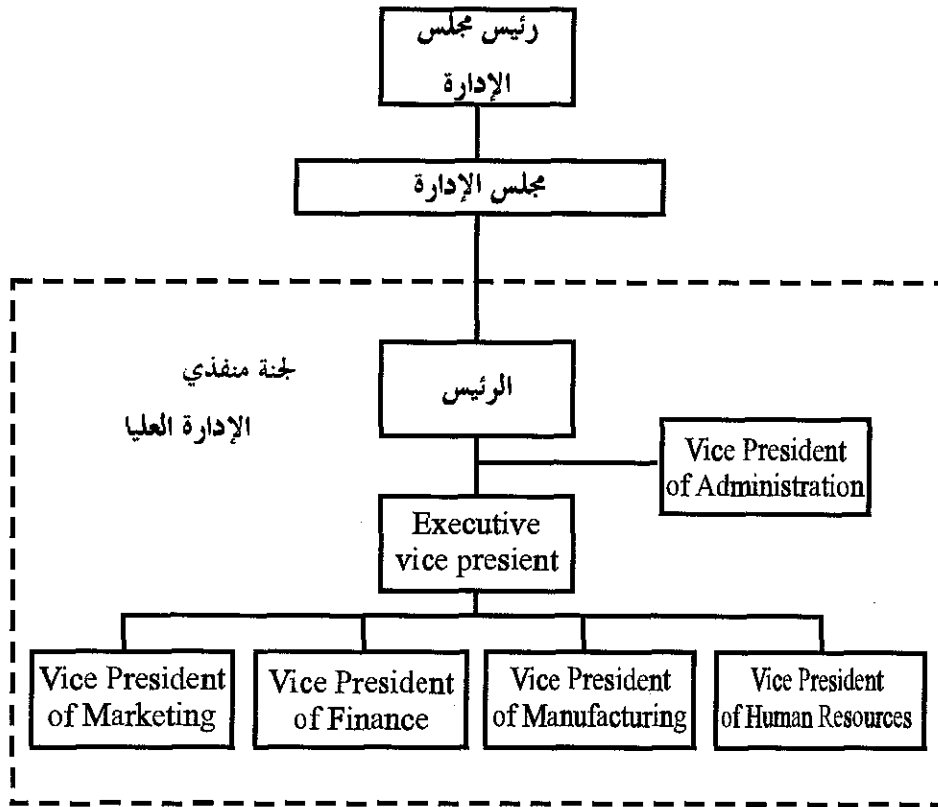 رئيس مجلس
الإدارة
مجلس الإدارة
لجنة منفذي
الإدارة العليا
الرئيس
Vice President
of Administration
Executive
vice presient
Vice President
of Marketing
Vice President
of Finance
Vice President
of Manufacturing
Vice President
of Human Resources